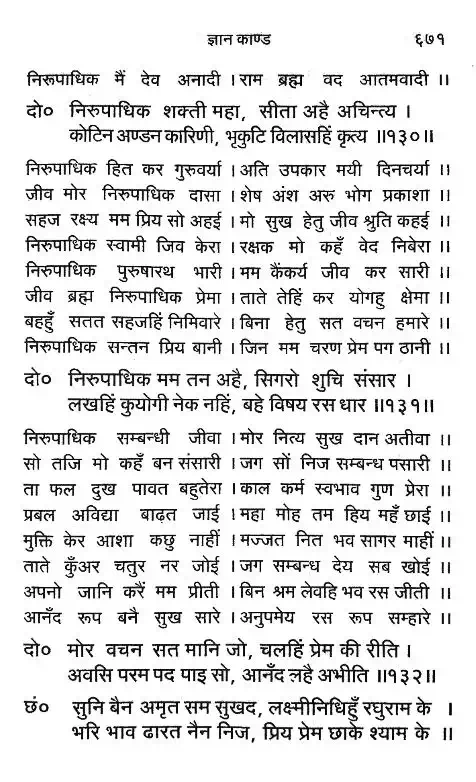 ज्ञान काण्ड ६७१
निरूपाधिक मैं देव अनादी । राम ब्रह्म वद आतमवादी ।।
दो० निरुपाधिक शक्ती महा, सीता अहै अचिन्त्य ।
कोटिन अण्डन कारिणी, भृकुटि विलासहिं कृत्य ।।१३०।।
निरुपाधिक हित कर गुरुवर्या । अति उपकार मयी दिनचर्या ।।
जीव मोर निरुपाधिक दासा । शेष अंश अरु भोग प्रकाशा ।।
सहज रक्ष्य मम प्रिय सो अहई । मो सुख हेतु जीव श्रुति कहई ।।
निरुपाधिक स्वामी जिव केरा । रक्षक मो कहँ वेद निबेरा ।।
निरुपाधिक पुरुषारथ भारी । मम कैंकर्य जीव कर सारी ।।
जीव ब्रह्म निरुपाधिक प्रेमा । ताते तेहिं कर योगहु क्षेमा ।।
बहहुँ सतत सहजहिं निमिवारे । बिना हेतु सत वचन हमारे ।।
निरुपाधिक सन्तन प्रिय बानी । जिन मम चरण प्रेम पग ठानी ।।
दो० निरुपाधिक मम तन अहै, सिगरो शुचि संसार ।
लखहिं कुयोगी नेक नहिं, बहे विषय रस धार ।।१३१।।
निरुपाधिक सम्बन्धी जीवा । मोर नित्य सुख दान अतीवा ।।
सो तजि मो कहँ बन संसारी । जग सों निज सम्बन्ध पसारी ।।
ता फल दुख पावत बहुतेरा । काल कर्म स्वभाव गुण प्रेरा ।।
प्रबल अविद्या बाढ़त जाई । महा मोह तम हिय महँ छाई ।।
मुक्ति केर आशा कछु नाहीं । मज्जत नित भव सागर माहीं ।।
ताते कुँअर चतुर नर जोई । जग सम्बन्ध देय सब खोई ।।
अपनो जानि करैं मम प्रीती । बिन श्रम लेवहि भव रस जीती ।।
आनँद रूप बनै सुख सारे । अनुपमेय रस रूप सम्हारे ।।
दो० मोर वचन सत मानि जो, चलहिं प्रेम की रीति ।
अवसि परम पद पाइ सो, आनँद लहै अभीति ।।१३२।।
छं० सुनि बैन अमृत सम सुखद, लक्ष्मीनिधिहुँ रघुराम के ।
भरि भाव ढारत नैन निज, प्रिय प्रेम छाके श्याम के ।।